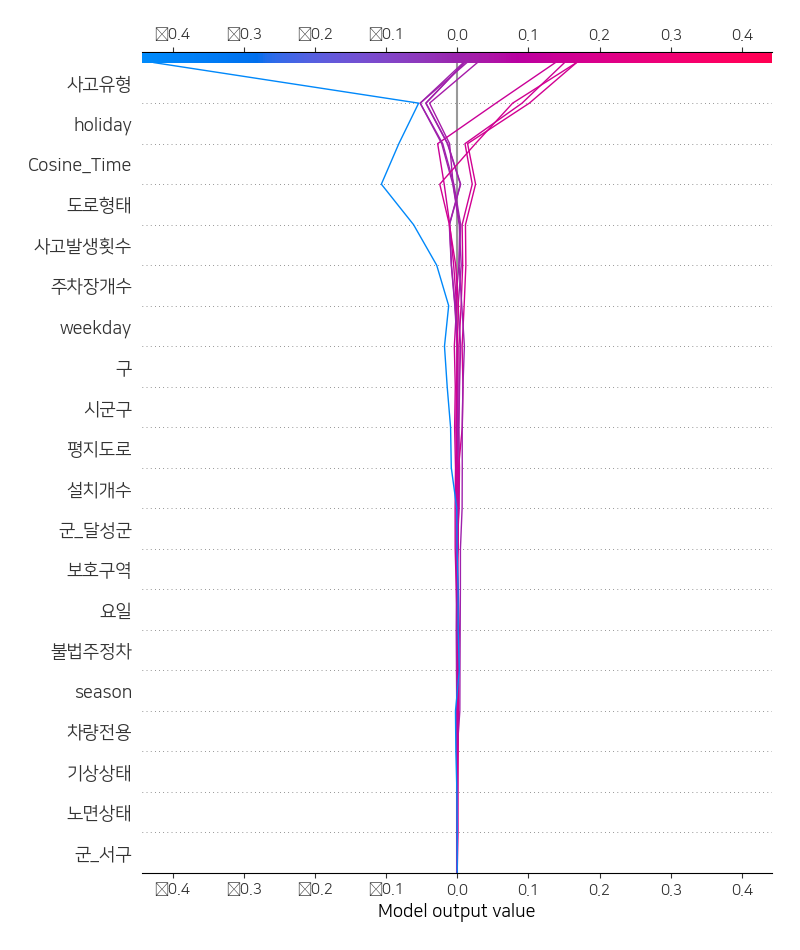 ☒0.4 ☒0.3 ☒0.2 ☒0.1 0.0 0.1 0.2 0.3 0.4
사고유형
holiday
Cosine_Time
도로형태
사고발생횟수
주차장개수
weekday
구
시군구
평지도로
설치개수
군_달성군
보호구역
요일
불법주정차
season
차량전용
기상상태
노면상태
군_서구
☒0.4 ☒0.3 ☒0.2 ☒0.1 0.0 0.1 0.2 0.3 0.4
Model output value